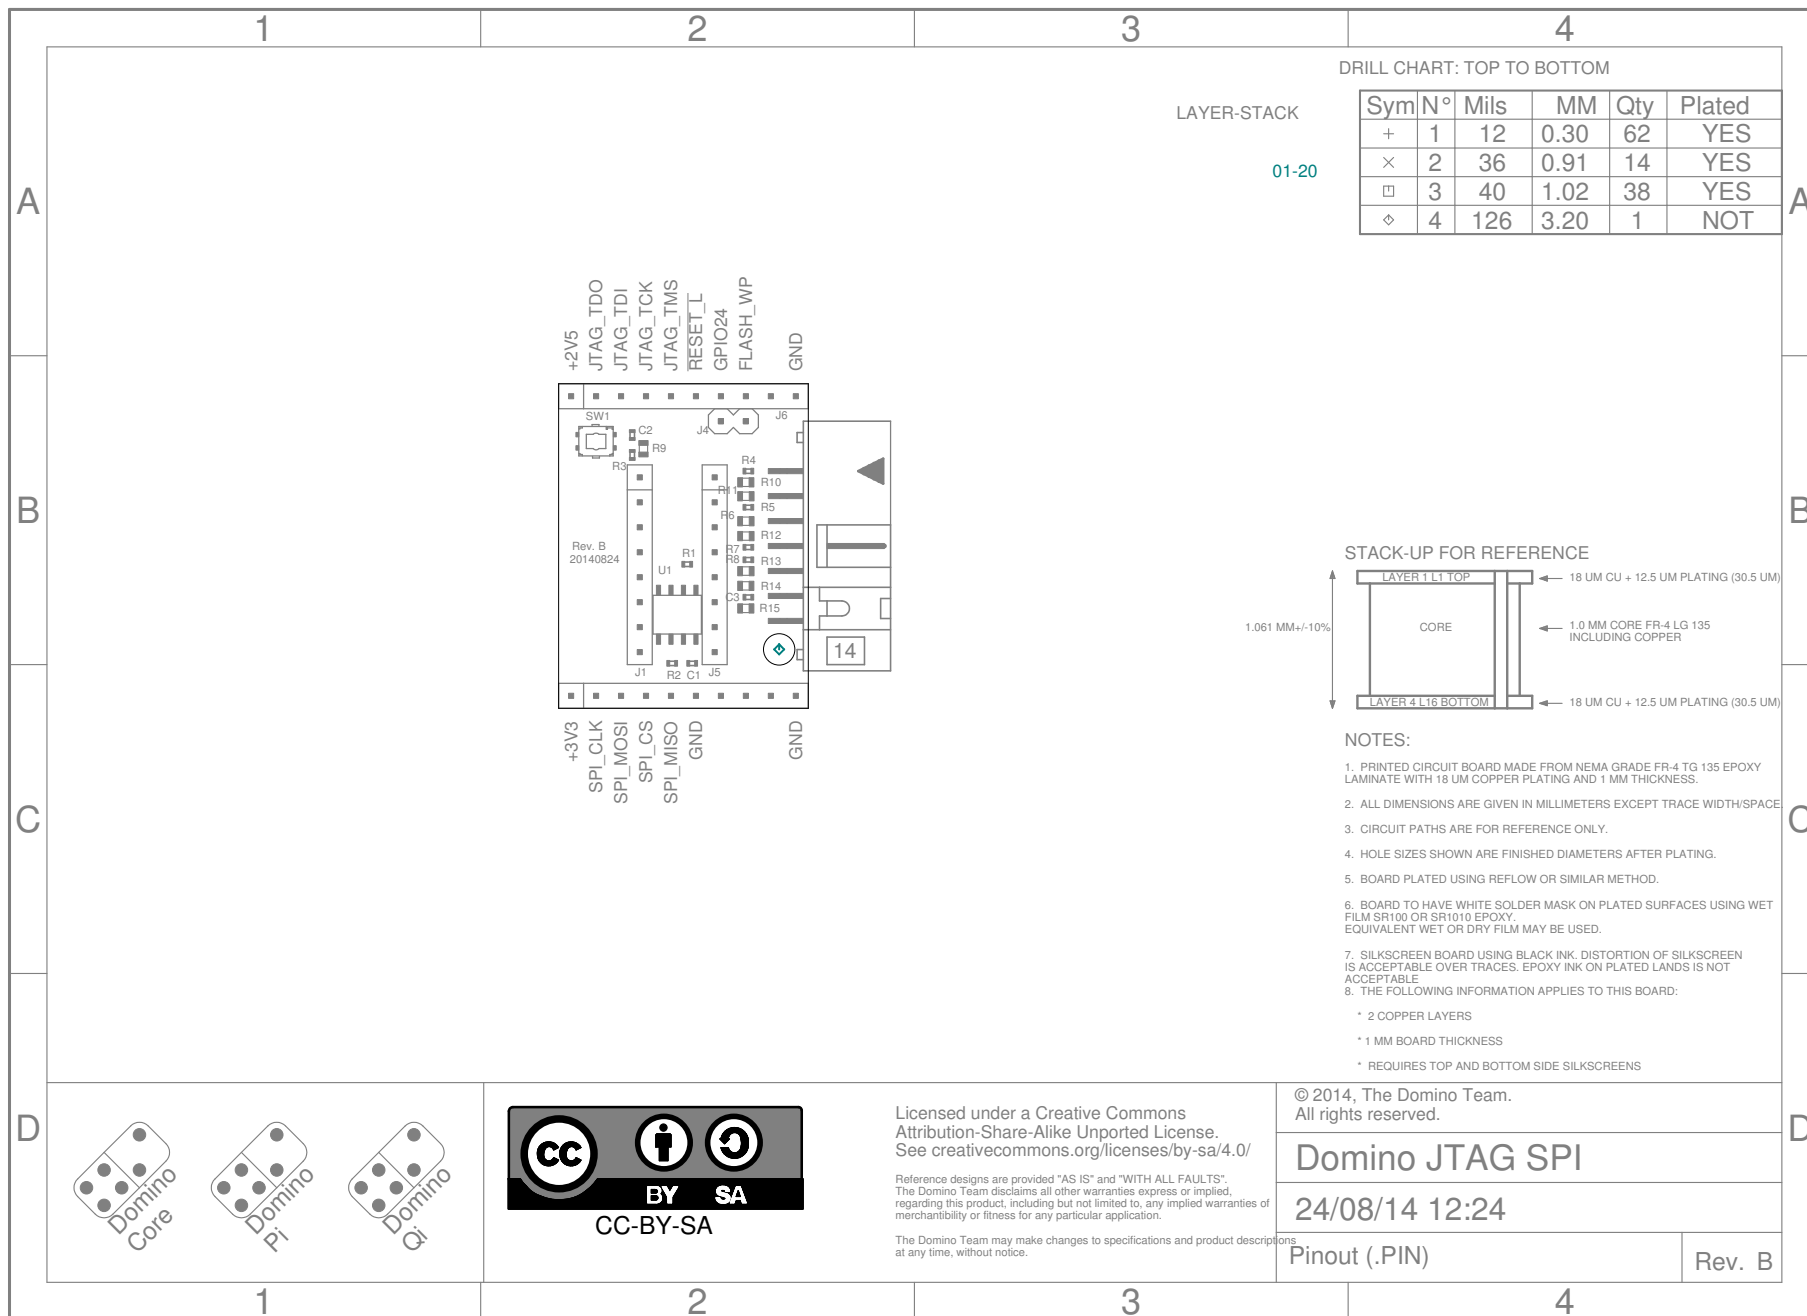 1 2 3 4
DRILL CHART: TOP TO BOTTOM
LAYER-STACK
01-20
Sym N° Mils MM Qty Plated
+ 1 12 0.30 62 YES
× 2 36 0.91 14 YES
3 40 1.02 38 YES
4 126 3.20 1 NOT
A A
+2V5
JTAG_TDO
JTAG_TDI
JTAG_TCK
JTAG_TMS
RESET_L
GPIO24
FLASH_WP
GND
SW1
C2
R9
R3
J4
J6
R4
R10
R11
R5
R6
R12
R7
R8
R13
R14
C3
R15
R1
U1
Rev. B
20140824
J1
R2
C1
J5
14
B B
+3V3
SPI_CLK
SPI_MOSI
SPI_CS
SPI_MISO
GND
GND
STACK-UP FOR REFERENCE
LAYER 1 L1 TOP
18 UM CU + 12.5 UM PLATING (30.5 UM)
1.061 MM+/-10%
CORE
1.0 MM CORE FR-4 LG 135
INCLUDING COPPER
LAYER 4 L16 BOTTOM
18 UM CU + 12.5 UM PLATING (30.5 UM)
NOTES:
1. PRINTED CIRCUIT BOARD MADE FROM NEMA GRADE FR-4 TG 135 EPOXY
LAMINATE WITH 18 UM COPPER PLATING AND 1 MM THICKNESS.
2. ALL DIMENSIONS ARE GIVEN IN MILLIMETERS EXCEPT TRACE WIDTH/SPACE
3. CIRCUIT PATHS ARE FOR REFERENCE ONLY.
4. HOLE SIZES SHOWN ARE FINISHED DIAMETERS AFTER PLATING.
5. BOARD PLATED USING REFLOW OR SIMILAR METHOD.
6. BOARD TO HAVE WHITE SOLDER MASK ON PLATED SURFACES USING WET
FILM SR100 OR SR1010 EPOXY.
EQUIVALENT WET OR DRY FILM MAY BE USED.
7. SILKSCREEN BOARD USING BLACK INK. DISTORTION OF SILKSCREEN
IS ACCEPTABLE OVER TRACES. EPOXY INK ON PLATED LANDS IS NOT
ACCEPTABLE
8. THE FOLLOWING INFORMATION APPLIES TO THIS BOARD:
* 2 COPPER LAYERS
* 1 MM BOARD THICKNESS
* REQUIRES TOP AND BOTTOM SIDE SILKSCREENS
C C
D D
Domino
Core
Domino
Pi
Domino
Qi
cc
BY SA
CC-BY-SA
Licensed under a Creative Commons
Attribution-Share-Alike Unported License.
See creativecommons.org/licenses/by-sa/4.0/
Reference designs are provided "AS IS" and "WITH ALL FAULTS".
The Domino Team disclaims all other warranties express or implied,
regarding this product, including but not limited to, any implied warranties of
merchantibility or fitness for any particular application.
The Domino Team may make changes to specifications and product descriptions
at any time, without notice.
© 2014, The Domino Team.
All rights reserved.
Domino JTAG SPI
24/08/14 12:24
Pinout (.PIN)
Rev. B
1 2 3 4